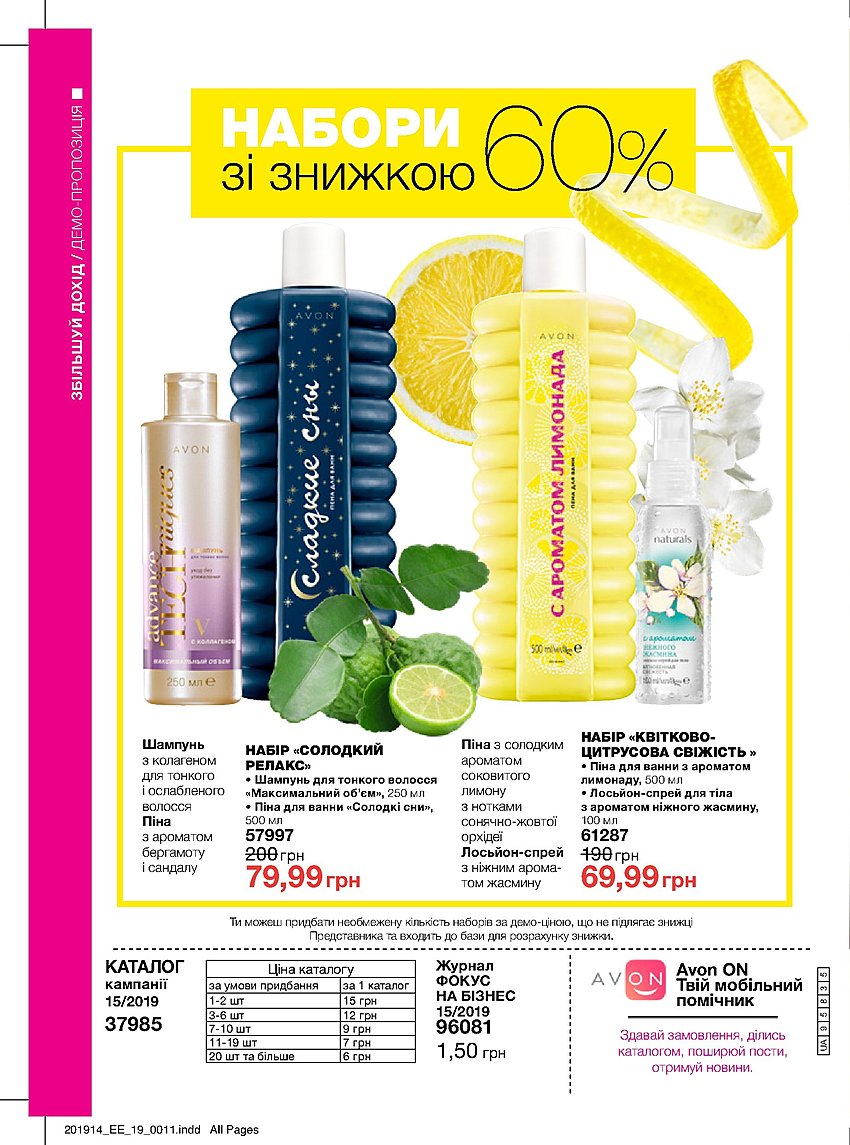 ЗБІЛЬШУЙ ДОХІД / ДЕМО-ПРОПОЗИЦІЯ
НАБОРИ
ЗІ ЗНИЖКОЮ 60%
AVON
advance
TECHniques
ШАМПУНЬ
для тонких волос
V
С КОЛЛАГЕНОМ
МАКСИМАЛЬНЫЙ ОБЪЕМ
250 мл e
AVON
Сладкие сны
ПЕНА ДЛЯ ВАНН
AVON
С АРОМАТОМ ЛИМОНАДА
ПЕНА ДЛЯ ВАНН
AVON
naturals
с ароматом
НЕЖНОГО
ЖАСМИНА
Шампунь
з колагеном
для тонкого
і ослабленого
волосся
Піна
з ароматом
бергамоту
і сандалу
НАБІР «СОЛОДКИЙ
РЕЛАКС»
• Шампунь для тонкого волосся
«Максимальний об'єм», 250 мл
• Піна для ванни «Солодкі сни»,
500 мл
57997
200 грн
79,99 грн
Піна з солодким
ароматом
соковитого
лимону
з нотками
сонячно-жовтої
орхідеї
Лосьйон-спрей
з ніжним арома-
том жасмину
НАБІР «КВІТКОВО-
ЦИТРУСОВА СВІЖІСТЬ »
• Піна для ванни з ароматом
лимонаду, 500 мл
• Лосьйон-спрей для тіла
з ароматом ніжного жасмину,
100 мл
61287
190 грн
69,99 грн
Ти можеш придбати необмежену кількість наборів за демо-ціною, що не підлягає знижці
Представника та входить до бази для розрахунку знижки.
КАТАЛОГ
кампанії
15/2019
37985
Ціна каталогу
за умови придбання за 1 каталог
1-2 шт 15 грн
3-6 шт 12 грн
7-10 шт 9 грн
11-19 шт 7 грн
20 шт та більше 6 грн
Журнал
ФОКУС
НА БІЗНЕС
15/2019
96081
1,50 грн
AVON
Avon ON
Твій мобільний
помічник
Здавай замовлення, ділись
каталогом, поширюй пости,
отримуй новини.
UA 95835
201914_EE_19_0011.indd All Pages